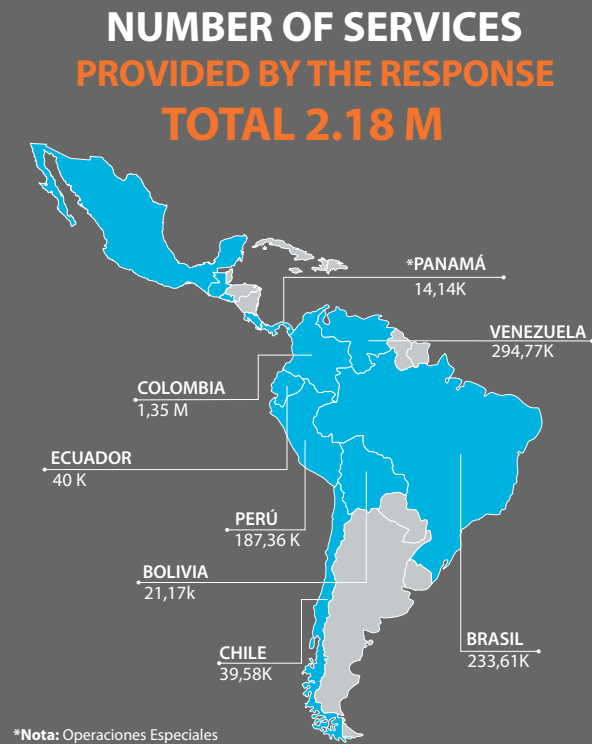 NUMBER OF SERVICES
PROVIDED BY THE RESPONSE
TOTAL 2.18 M
*PANAMÁ
14,14K
VENEZUELA
294,77K
COLOMBIA
1,35 M
ECUADOR
40 K
PERÚ
187,36 K
BOLIVIA
21,17k
BRASIL
233,61K
CHILE
39,58K
*Nota: Operaciones Especiales